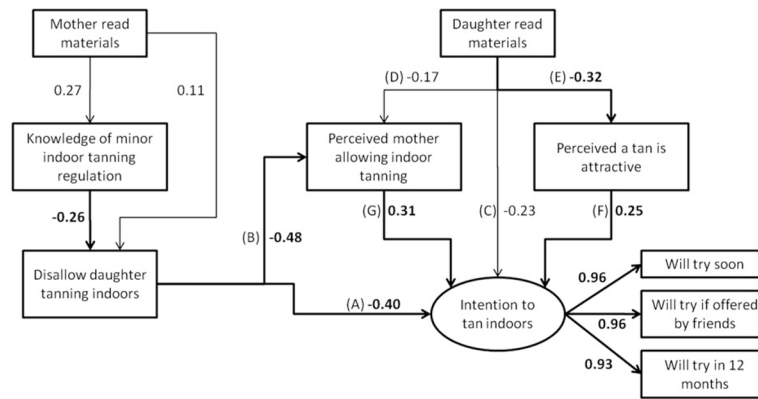 Mother read
materials
Daughter read
materials
0.27
0.11
(D) -0.17
(E) -0.32
Knowledge of minor
indoor tanning
regulation
Perceived mother
allowing indoor
tanning
Perceived a tan is
attractive
-0.26
(B) -0.48
(G) 0.31
(C) -0.23
(F) 0.25
Disallow daughter
tanning indoors
(A) -0.40
Intention to
tan indoors
0.96
0.96
0.93
Will try soon
Will try if offered
by friends
Will try in 12
months